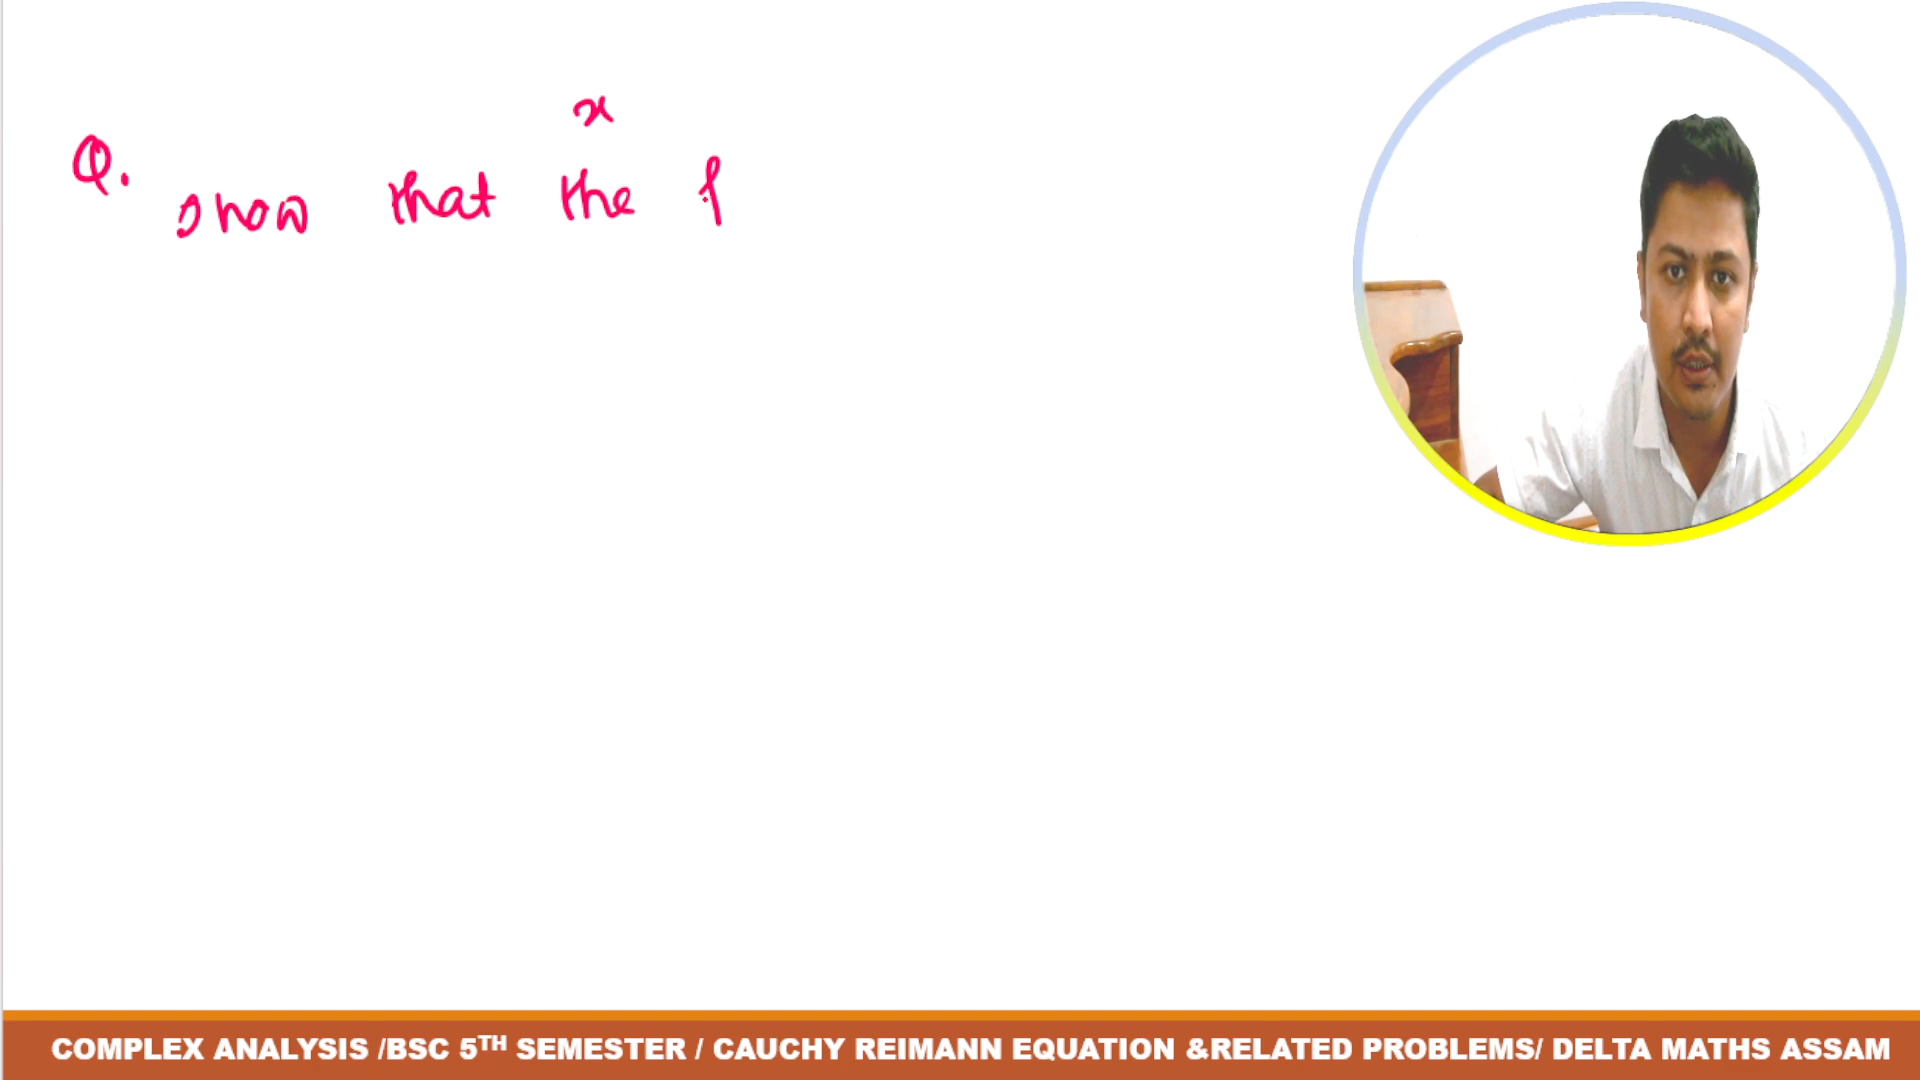 x
Q. show that the f
COMPLEX ANALYSIS /BSC 5TH SEMESTER / CAUCHY REIMANN EQUATION &RELATED PROBLEMS/ DELTA MATHS ASSAM